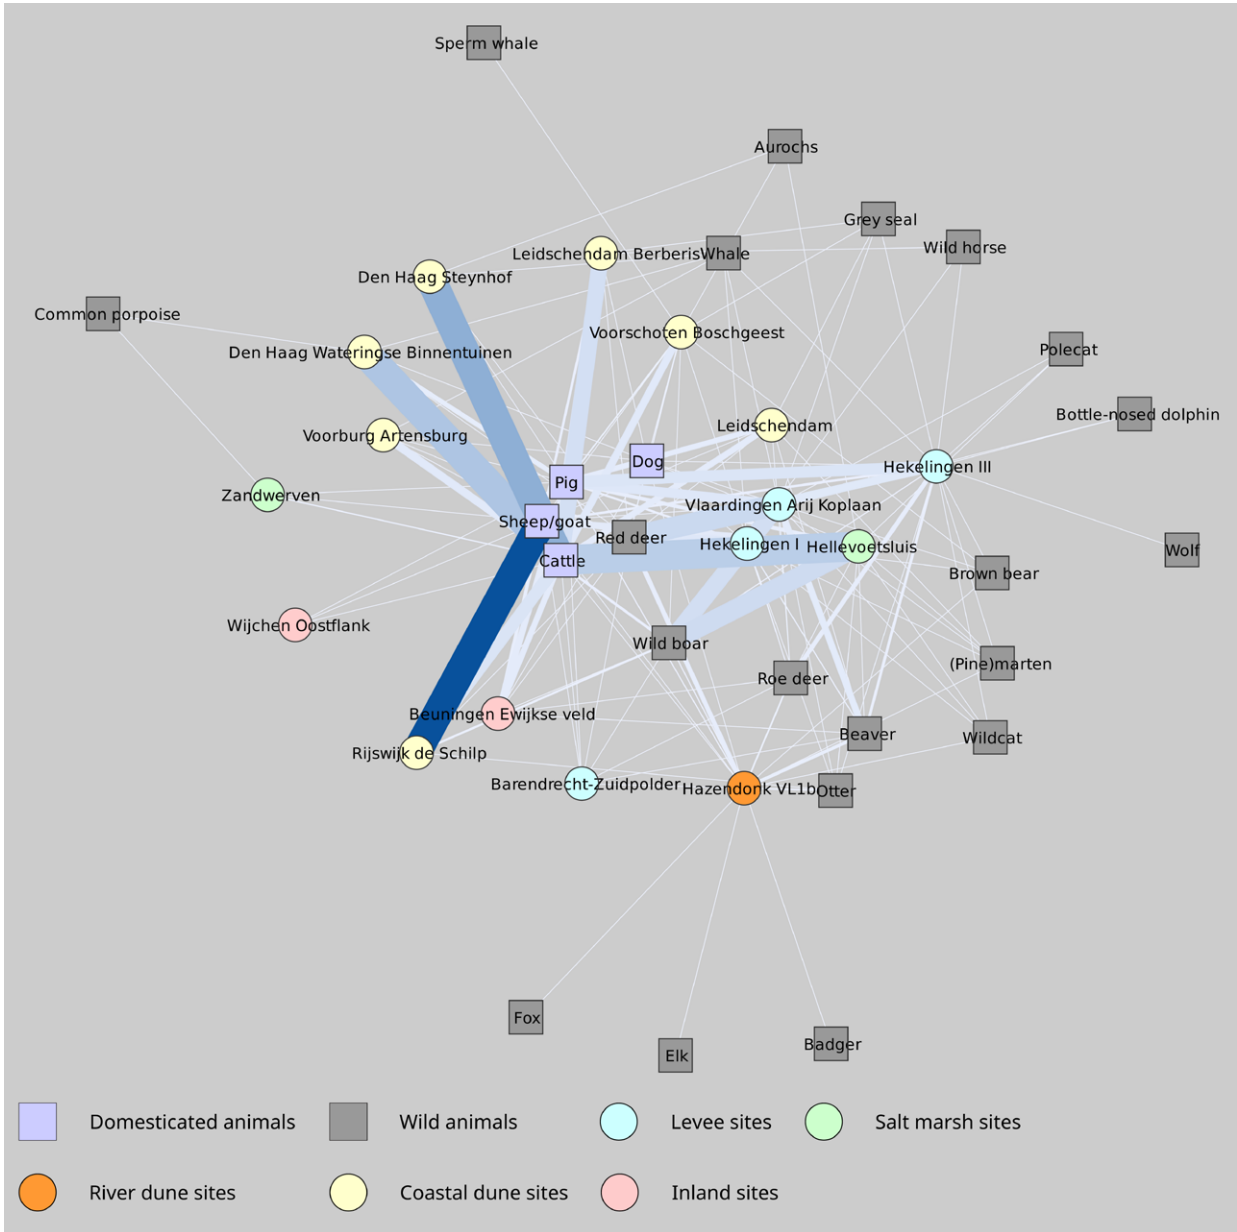 Sperm whale
Aurochs
Grey seal
Wild horse
Leidschendam Berberis
Whale
Den Haag Steynhof
Common porpoise
Voorschoten Boschgeest
Den Haag Wateringse Binnentuinen
Polecat
Bottle-nosed dolphin
Leidschendam
Voorburg Artensburg
Dog
Hekelingen III
Pig
Zandwerven
Vlaardingen Arij Koplaan
Sheep/goat
Red deer
Hekelingen I
Hellevoetsluis
Wolf
Cattle
Brown bear
Wijchen Oostflank
Wild boar
(Pine)marten
Roe deer
Beuningen Ewijkse veld
Beaver
Wildcat
Rijswijk de Schilp
Barendrecht-Zuidpolder
Hazendonk VL1b
Otter
Fox
Elk
Badger
Domesticated animals
Wild animals
Levee sites
Salt marsh sites
River dune sites
Coastal dune sites
Inland sites